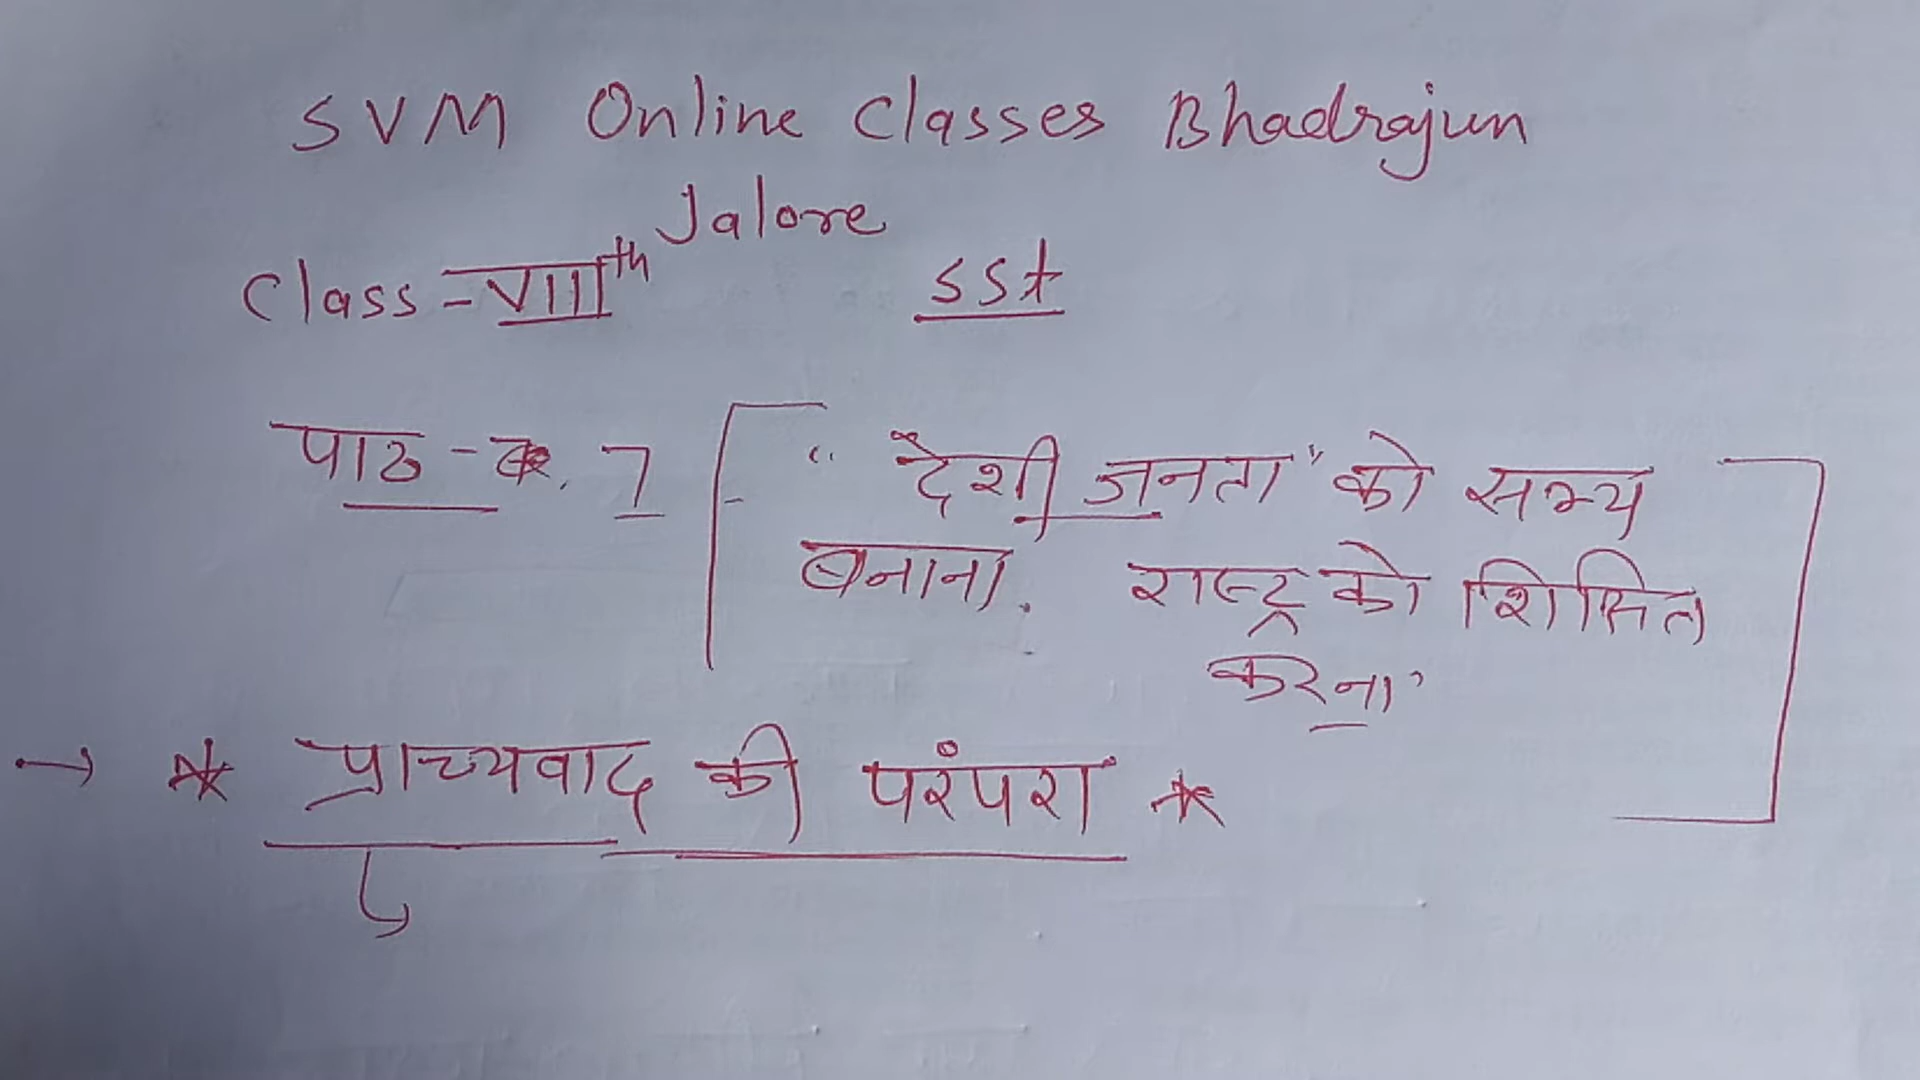 SVM Online Classes Bhadrajun
Jalore
Class - VIIIth SSt
पाठ - क्र. 7 - "देशी जनता" को सभ्य
बनाना. राष्ट्र को शिक्षित
करना"
→ * प्राच्यवाद की परंपरा *